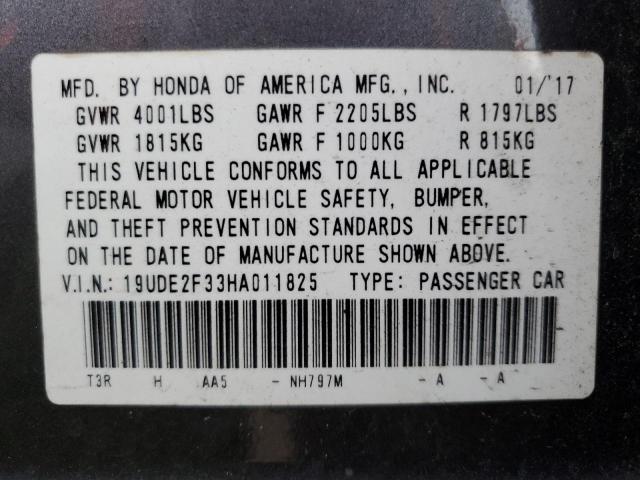 MFD. BY HONDA OF AMERICA MFG., INC. 01/'17
GVWR 4001LBS GAWR F 2205LBS R 1797LBS
GVWR 1815KG GAWR F 1000KG R 815KG
THIS VEHICLE CONFORMS TO ALL APPLICABLE
FEDERAL MOTOR VEHICLE SAFETY, BUMPER,
AND THEFT PREVENTION STANDARDS IN EFFECT
ON THE DATE OF MANUFACTURE SHOWN ABOVE.
V.I.N.: 19UDE2F33HA011825 TYPE: PASSENGER CAR
T3R H AA5 - NH797M - A - A